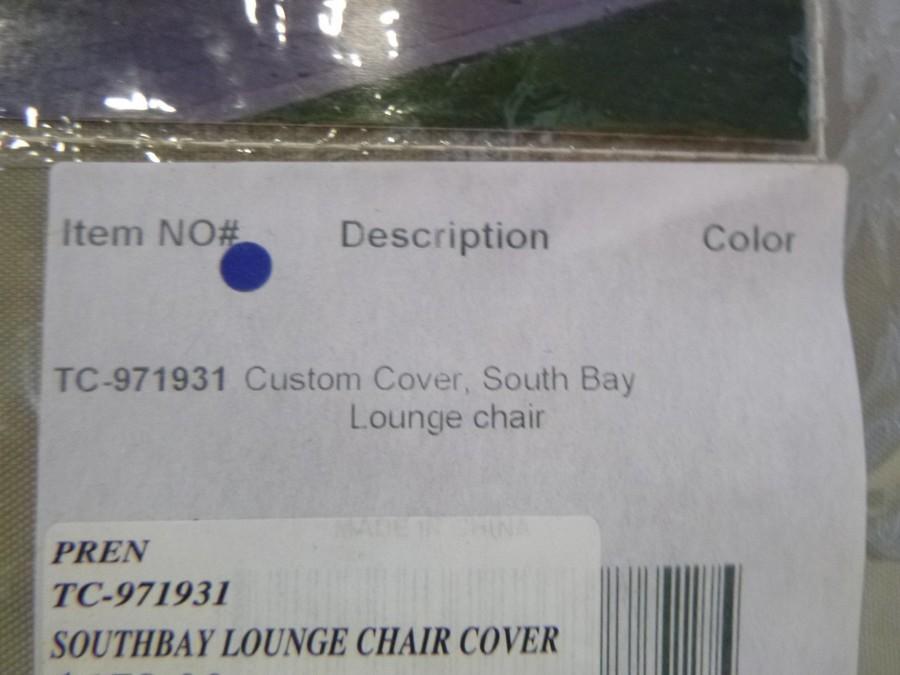 Item NO# Description Color
TC-971931 Custom Cover, South Bay
Lounge chair
MADE IN CHINA
PREN
TC-971931
SOUTHBAY LOUNGE CHAIR COVER